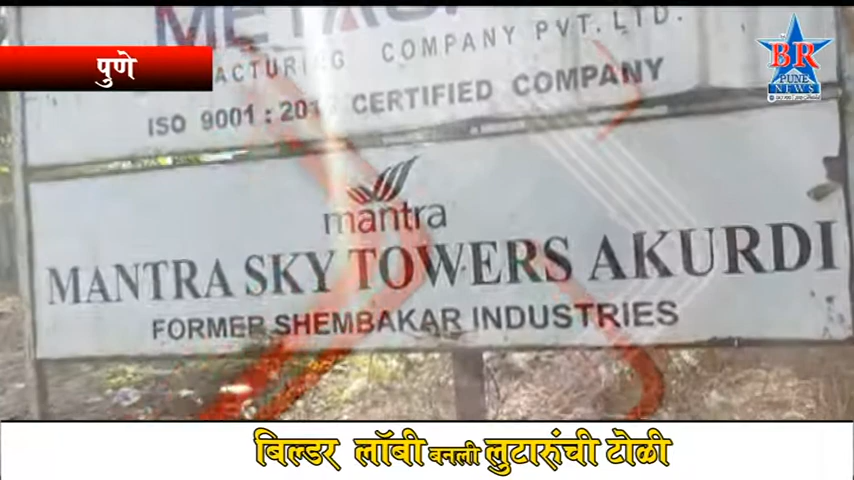 COMPANY PVT. LTD.
ISO 9001 : 2012 CERTIFIED COMPANY
पुणे
BR
PUNE
NEWS
mantra
MANTRA SKY TOWERS AKURDI
FORMER SHEMBAKAR INDUSTRIES
बिल्डर लॉबी बनली लुटारुंची टोळी